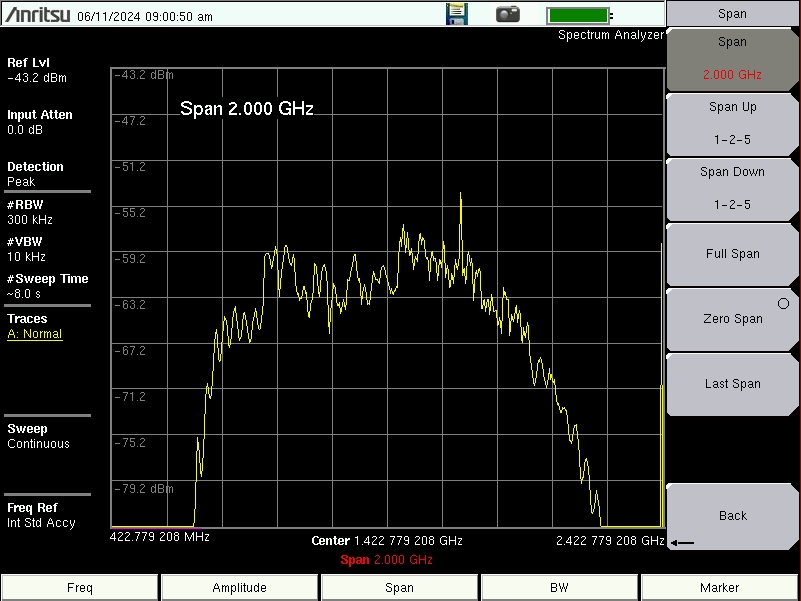 Anritsu 06/11/2024 09:00:50 am
Span
Spectrum Analyzer
Ref Lvl
-43.2 dBm
Input Atten
0.0 dB
Detection
Peak
#RBW
300 kHz
#VBW
10 kHz
#Sweep Time
~8.0 s
Traces
A: Normal
Sweep
Continuous
Freq Ref
Int Std Accy
-43.2 dBm
Span 2.000 GHz
-47.2
-51.2
-55.2
-59.2
-63.2
-67.2
-71.2
-75.2
-79.2 dBm
422.779 208 MHz
Center 1.422 779 208 GHz
2.422 779 208 GHz
Span 2.000 GHz
Span
2.000 GHz
Span Up
1-2-5
Span Down
1-2-5
Full Span
Zero Span
Last Span
Back
Freq
Amplitude
Span
BW
Marker